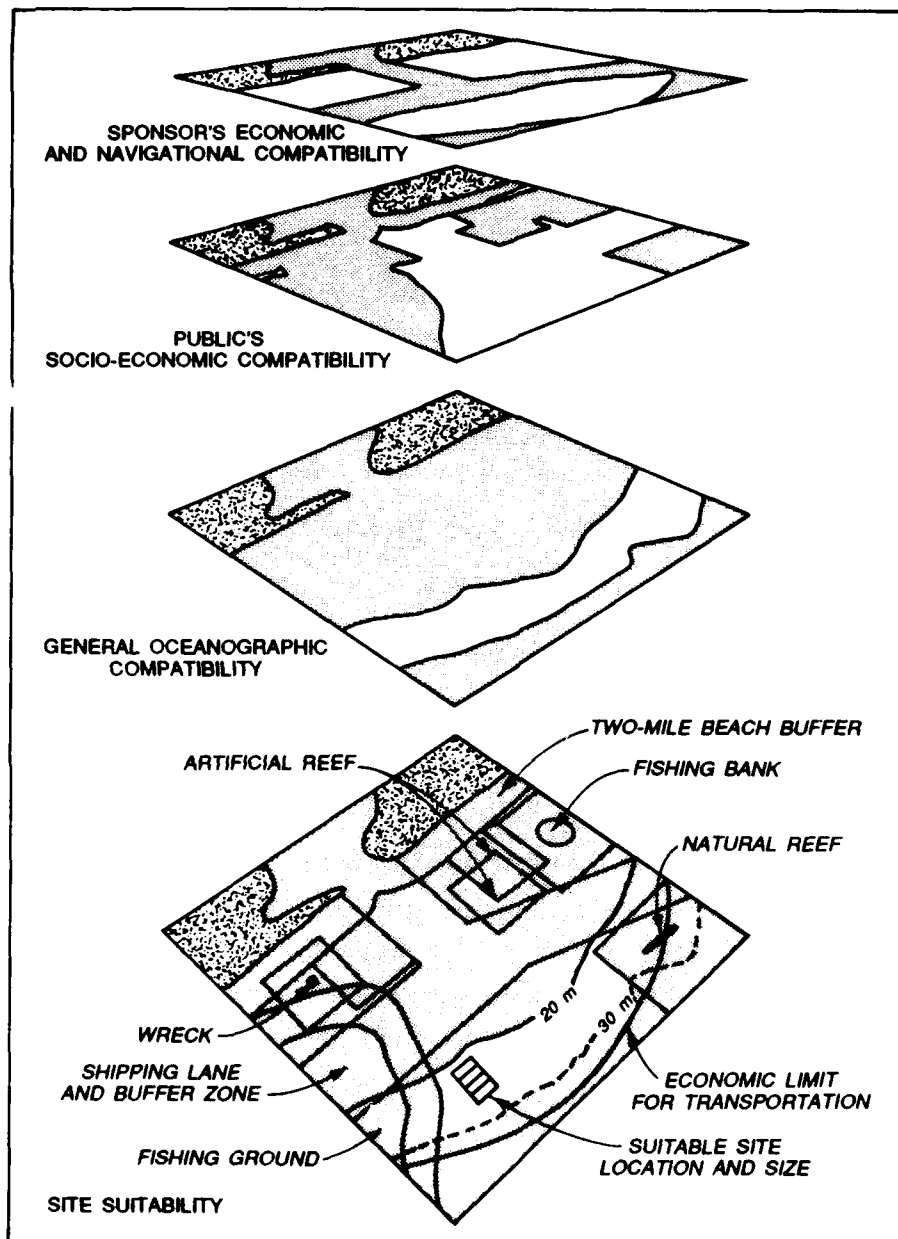 SPONSOR'S ECONOMIC
AND NAVIGATIONAL COMPATIBILITY
PUBLIC'S
SOCIO-ECONOMIC COMPATIBILITY
GENERAL OCEANOGRAPHIC
COMPATIBILITY
TWO-MILE BEACH BUFFER
ARTIFICIAL REEF
FISHING BANK
NATURAL REEF
20 m
30 m
WRECK
SHIPPING LANE
AND BUFFER ZONE
ECONOMIC LIMIT
FOR TRANSPORTATION
FISHING GROUND
SUITABLE SITE
LOCATION AND SIZE
SITE SUITABILITY